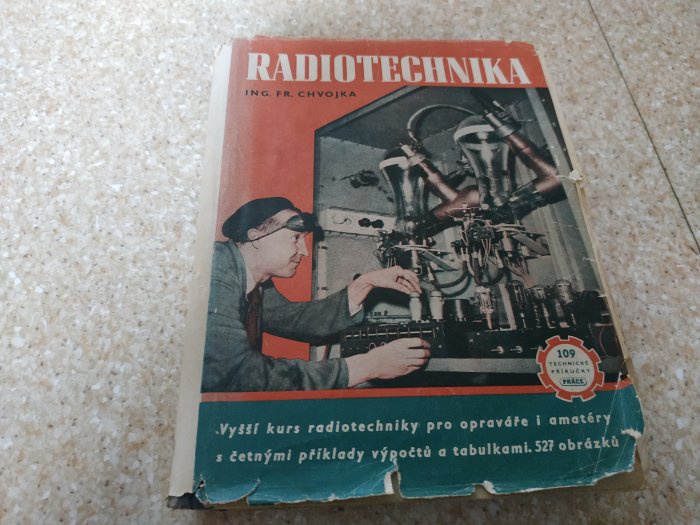 RADIOTECHNIKA
ING. FR. CHVOJKA
109
TECHNICKÉ
PŘÍRUČKY
PRÁCE
Vyšší kurs radiotechniky pro opraváře i amatéry
s četnými příklady výpočtů a tabulkami. 527 obrázků